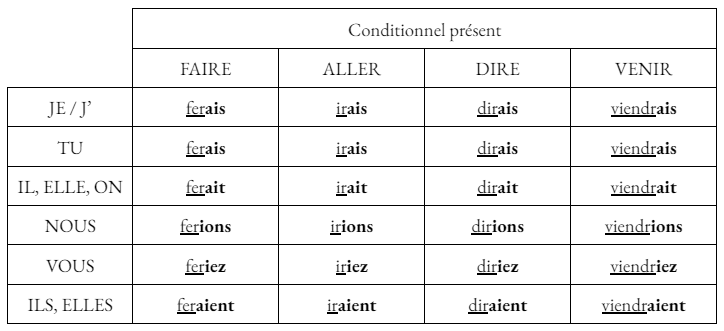 Conditionnel présent
FAIRE ALLER DIRE VENIR
JE / J’ ferais irais dirais viendrais
TU ferais irais dirais viendrais
IL, ELLE, ON ferait irait dirait viendrait
NOUS ferions irions dirions viendrions
VOUS feriez iriez diriez viendriez
ILS, ELLES feraient iraient diraient viendraient